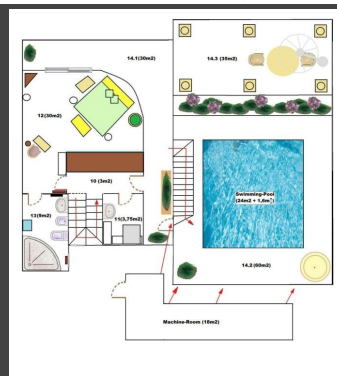 14.1(30m2)
14.3 (35m2)
12(30m2)
10 (3m2)
13(9m2)
11(3,75m2)
Swimming-Pool
(24m2 + 1,6m
14.2 (60m2)
Machine-Room (18m2)